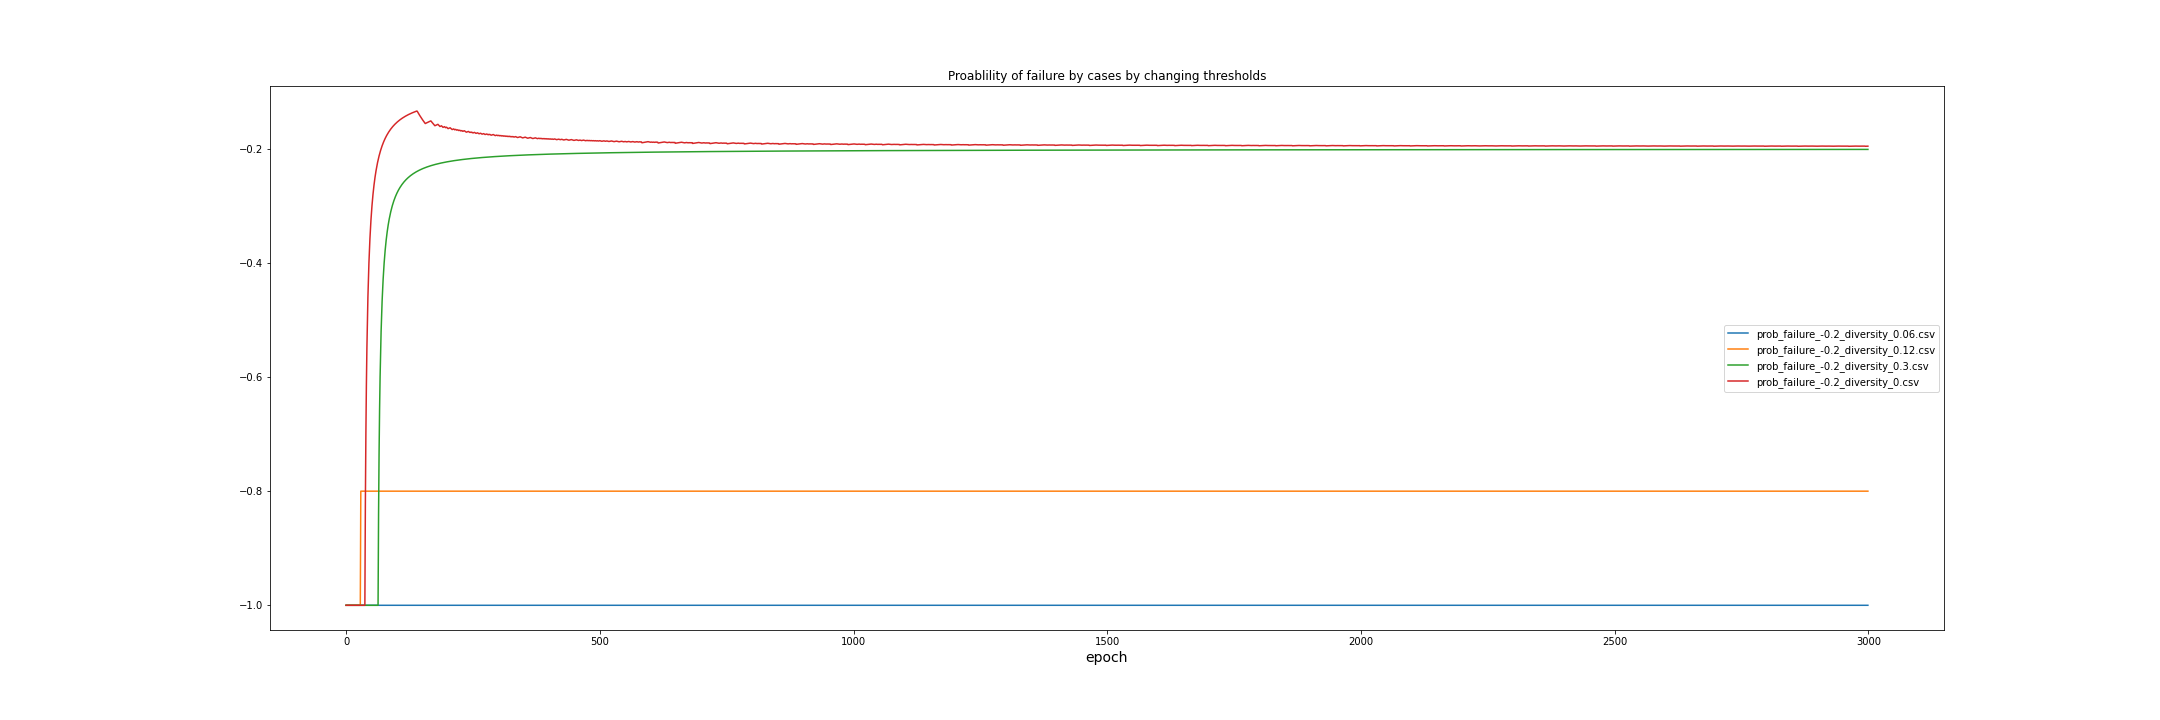 Proablility of failure by cases by changing thresholds
−0.2
−0.4
−0.6
−0.8
−1.0
prob_failure_-0.2_diversity_0.06.csv
prob_failure_-0.2_diversity_0.12.csv
prob_failure_-0.2_diversity_0.3.csv
prob_failure_-0.2_diversity_0.csv
0 500 1000 1500 2000 2500 3000
epoch